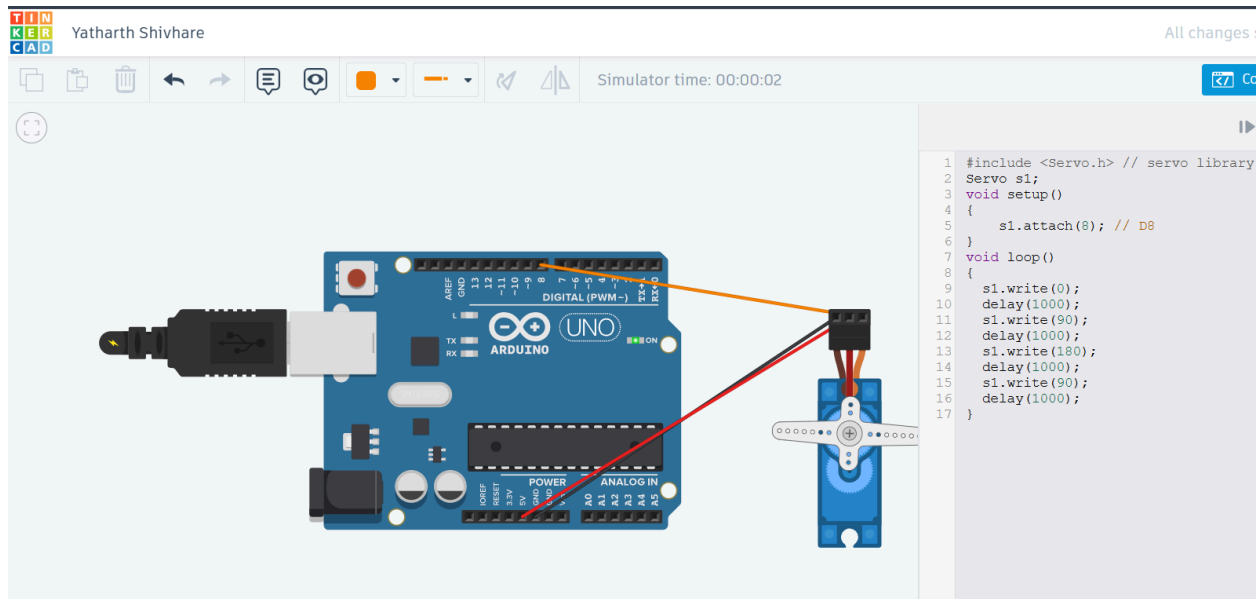 TIN
KER
CAD
Yatharth Shivhare
All changes s
Simulator time: 00:00:02
Co
1 #include <Servo.h> // servo library
2 Servo s1;
3 void setup()
4 {
5 s1.attach(8); // D8
6 }
7 void loop()
8 {
9 s1.write(0);
10 delay(1000);
11 s1.write(90);
12 delay(1000);
13 s1.write(180);
14 delay(1000);
15 s1.write(90);
16 delay(1000);
17 }
AREF
GND
13
12
~11
~10
~9
8
7
~6
~5
4
~3
2
TX→1
RX←0
DIGITAL (PWM~)
L
TX
RX
UNO
ARDUINO
ON
POWER
ANALOG IN
IOREF
RESET
3.3V
5V
GND
GND
A0
A1
A2
A3
A4
A5